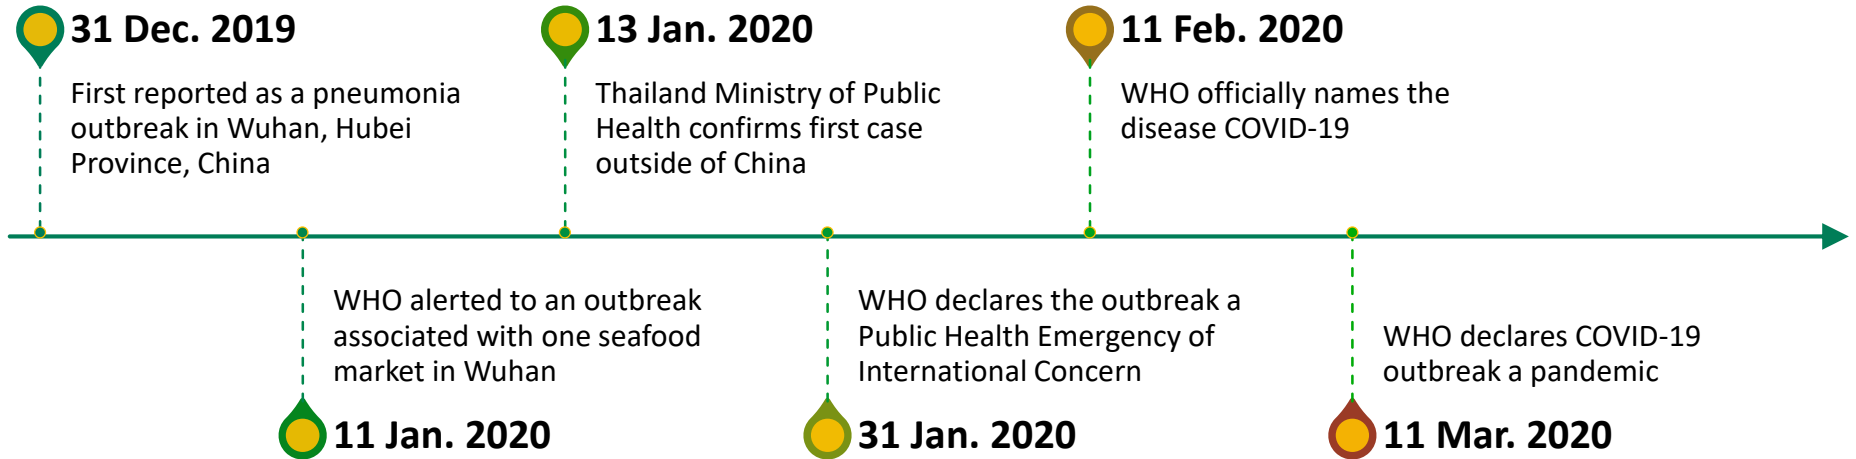 31 Dec. 2019
First reported as a pneumonia
outbreak in Wuhan, Hubei
Province, China
WHO alerted to an outbreak
associated with one seafood
market in Wuhan
11 Jan. 2020
13 Jan. 2020
Thailand Ministry of Public
Health confirms first case
outside of China
WHO declares the outbreak a
Public Health Emergency of
International Concern
31 Jan. 2020
11 Feb. 2020
WHO officially names the
disease COVID-19
WHO declares COVID-19
outbreak a pandemic
11 Mar. 2020